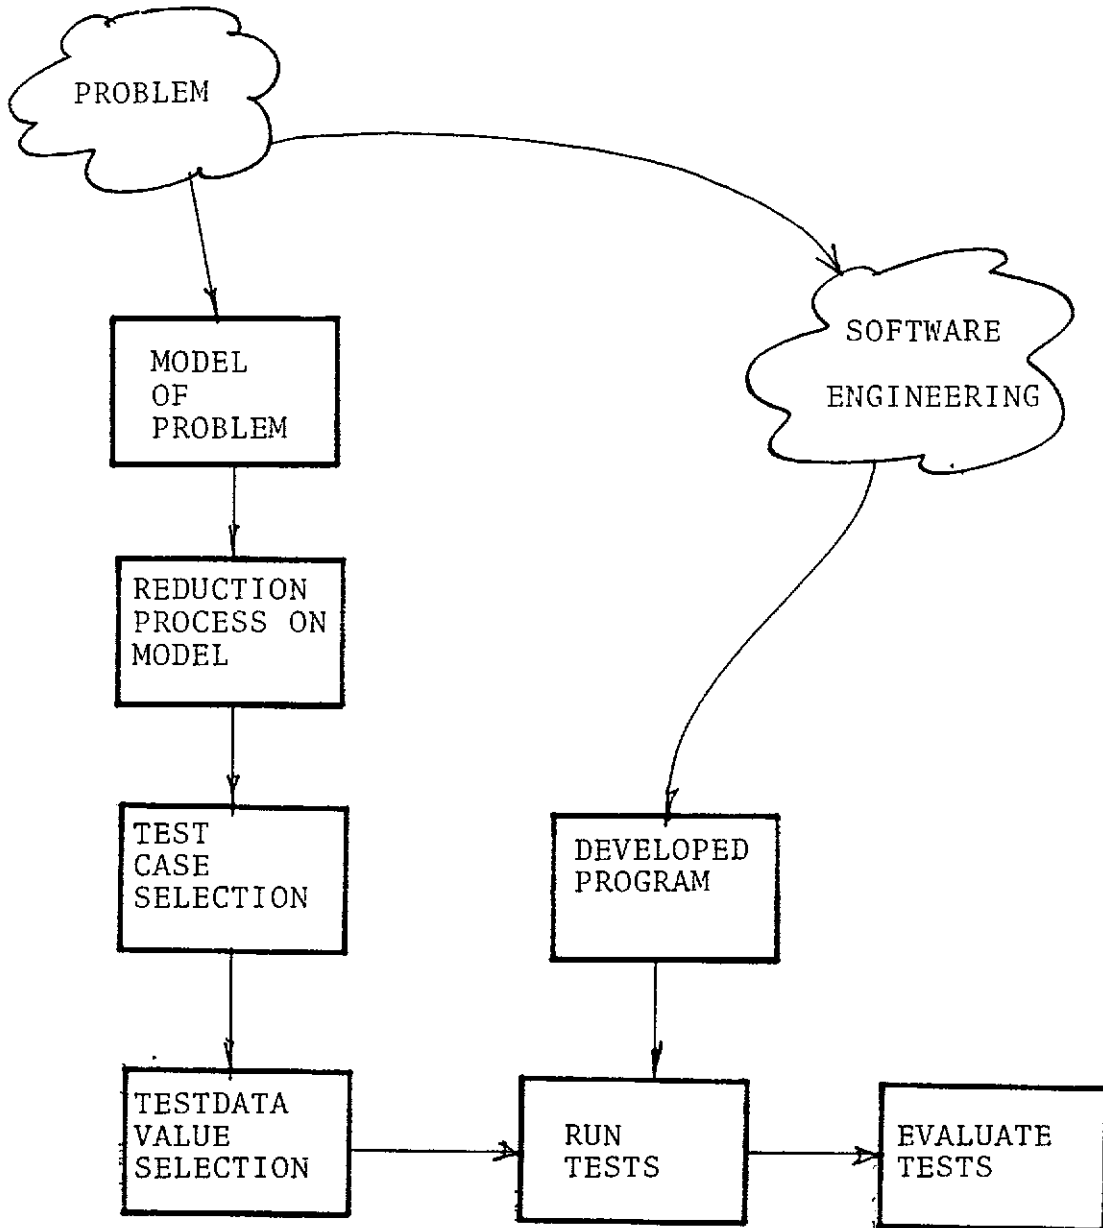 PROBLEM
SOFTWARE
ENGINEERING
MODEL
OF
PROBLEM
REDUCTION
PROCESS ON
MODEL
TEST
CASE
SELECTION
DEVELOPED
PROGRAM
TESTDATA
VALUE
SELECTION
RUN
TESTS
EVALUATE
TESTS